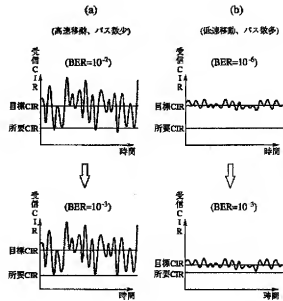 (a)
(高速移動、パス数少)
受信CIR
(BER=10⁻²)
目標CIR
所要CIR
時間
受信CIR
(BER=10⁻³)
目標CIR
所要CIR
時間
(b)
(低速移動、パス数多)
受信CIR
(BER=10⁻⁶)
目標CIR
所要CIR
時間
受信CIR
(BER=10⁻³)
目標CIR
所要CIR
時間